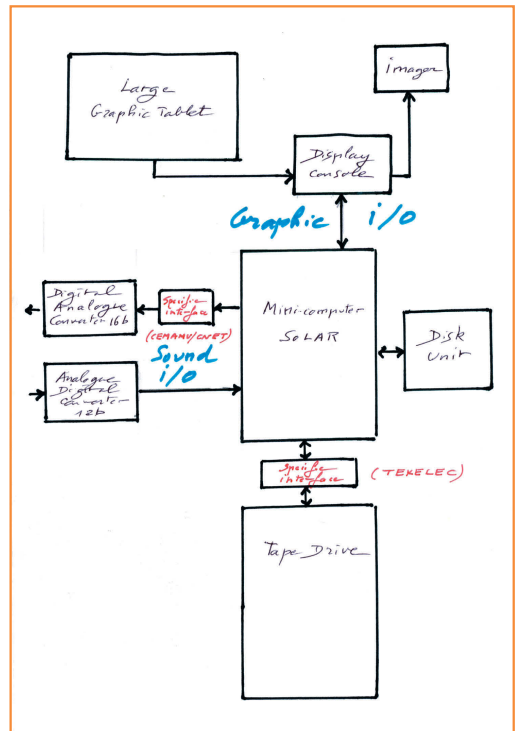 Large
Graphic Tablet
imager
Display
Console
Graphic i/O
Digital
Analogue
Converter 16b
Specific
interface
(CEMAMU/CNET)
Sound
i/O
Analogue
Digital
Converter
12b
Mini-computer
SOLAR
Disk
Unit
Specific
interface
(TEKELEC)
Tape Drive